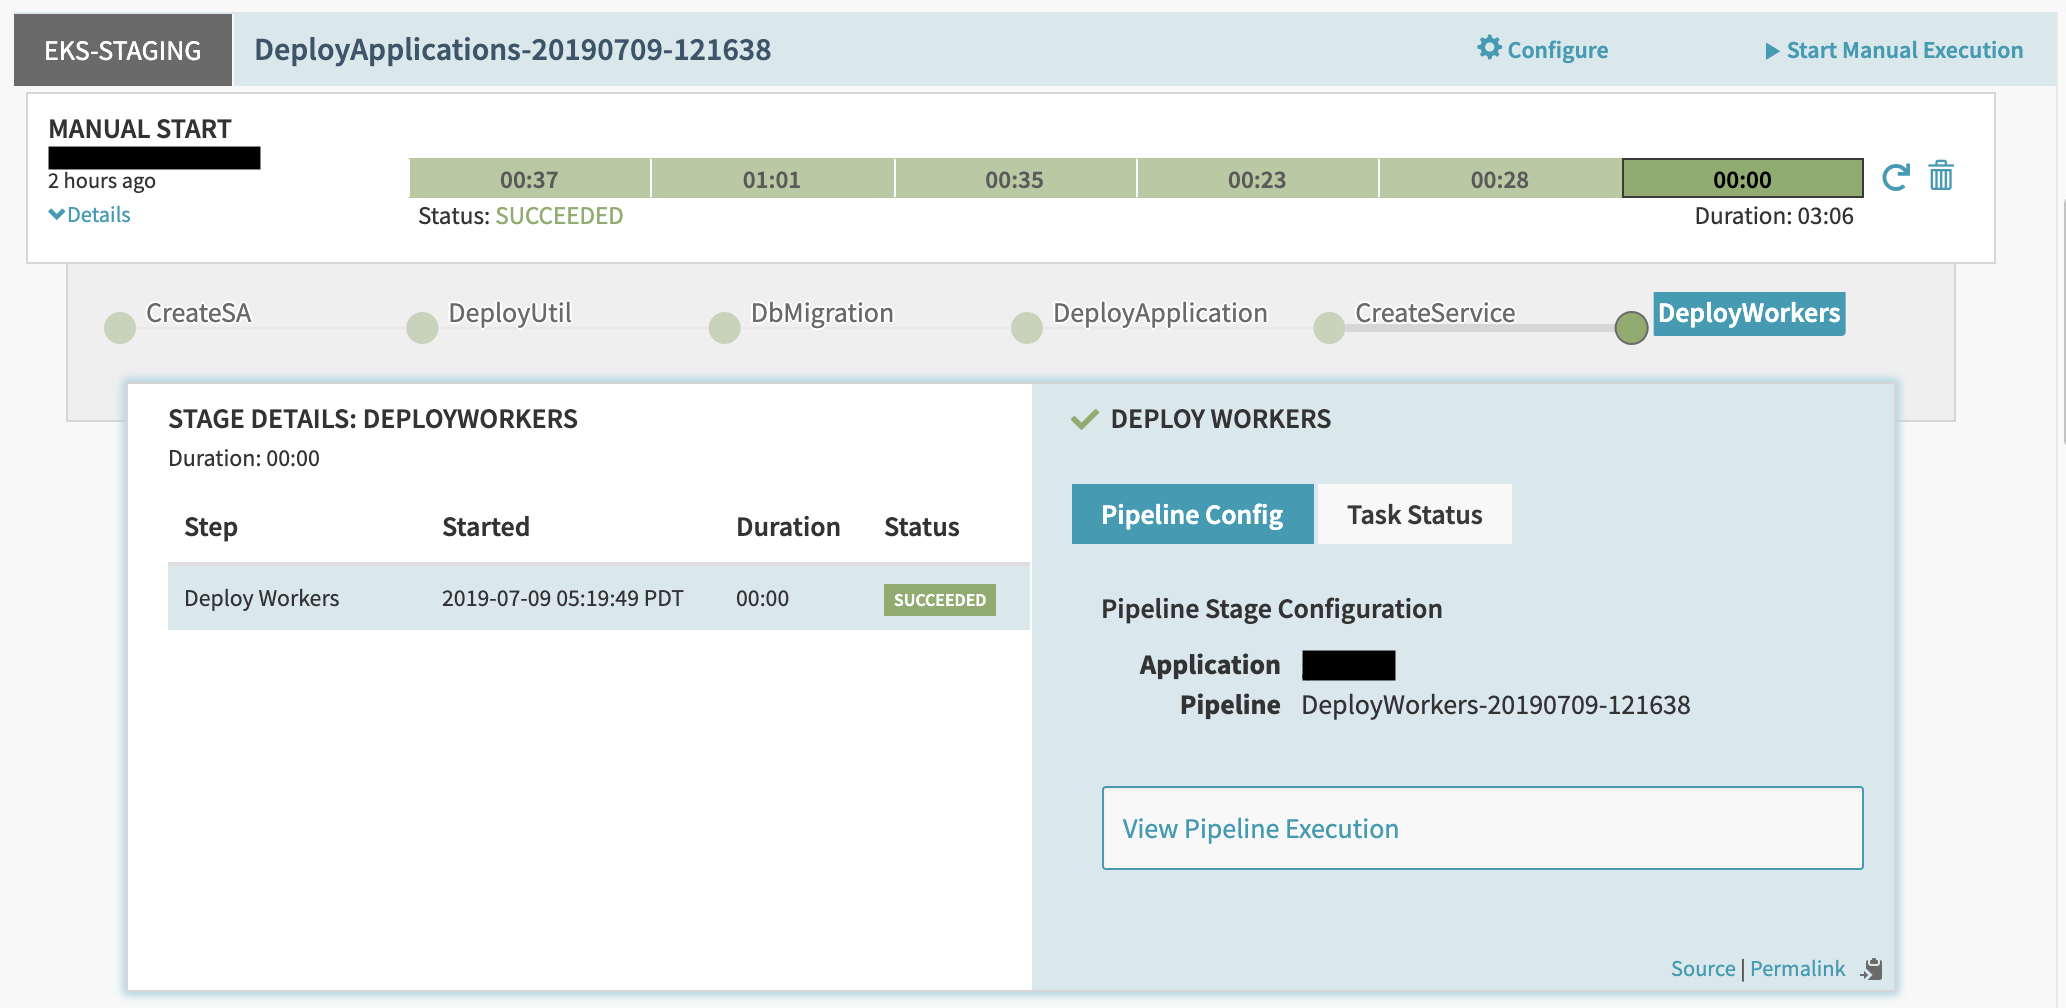 EKS-STAGING DeployApplications-20190709-121638 Configure Start Manual Execution
MANUAL START
2 hours ago
Details
00:37 01:01 00:35 00:23 00:28 00:00
Status: SUCCEEDED Duration: 03:06
CreateSA DeployUtil DbMigration DeployApplication CreateService DeployWorkers
STAGE DETAILS: DEPLOYWORKERS
Duration: 00:00
Step Started Duration Status
Deploy Workers 2019-07-09 05:19:49 PDT 00:00 SUCCEEDED
DEPLOY WORKERS
Pipeline Config Task Status
Pipeline Stage Configuration
Application
Pipeline DeployWorkers-20190709-121638
View Pipeline Execution
Source | Permalink